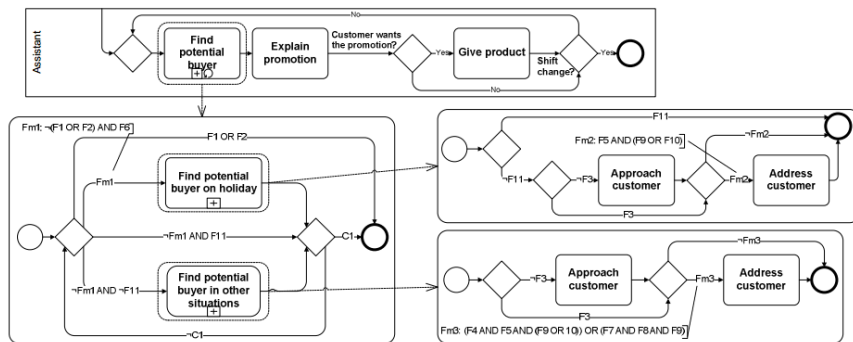 Assistant
No
Find
potential
buyer
Explain
promotion
Customer wants
the promotion?
Yes
Give product
Shift
change?
Yes
No
Fm1: ¬(F1 OR F2) AND F6
F1 OR F2
Fm1
Find potential
buyer on holiday
¬Fm1 AND F11
C1
¬Fm1 AND ¬F11
Find potential
buyer in other
situations
¬C1
F11
Fm2: F5 AND (F9 OR F10)
¬Fm2
¬F11
¬F3
Approach
customer
Fm2
Address
customer
F3
¬Fm3
¬F3
Approach
customer
Fm3
Address
customer
F3
Fm3: (F4 AND F5 AND (F9 OR 10)) OR (F7 AND F8 AND F9)